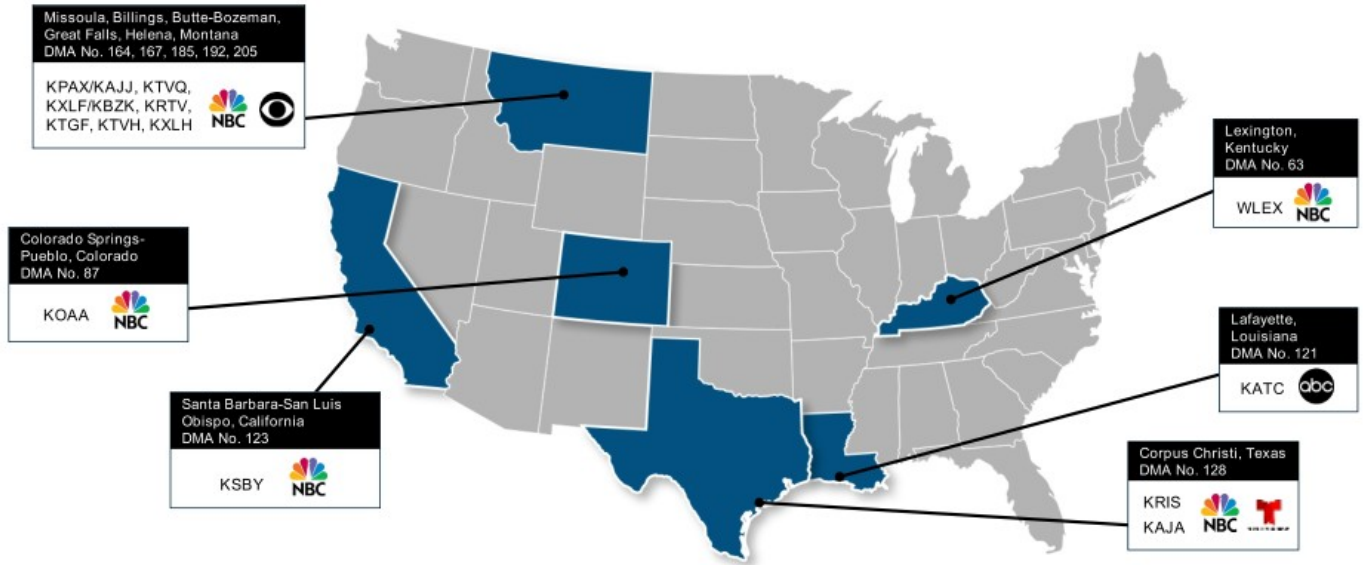 Missoula, Billings, Butte-Bozeman,
Great Falls, Helena, Montana
DMA No. 164, 167, 185, 192, 205
KPAX/KAJJ, KTVQ,
KXLF/KBZK, KRTV,
KTGF, KTVH, KXLH
NBC
Lexington,
Kentucky
DMA No. 63
WLEX
NBC
Colorado Springs-
Pueblo, Colorado
DMA No. 87
KOAA
NBC
Lafayette,
Louisiana
DMA No. 121
KATC
abc
Santa Barbara-San Luis
Obispo, California
DMA No. 123
KSBY
NBC
Corpus Christi, Texas
DMA No. 128
KRIS
KAJA
NBC